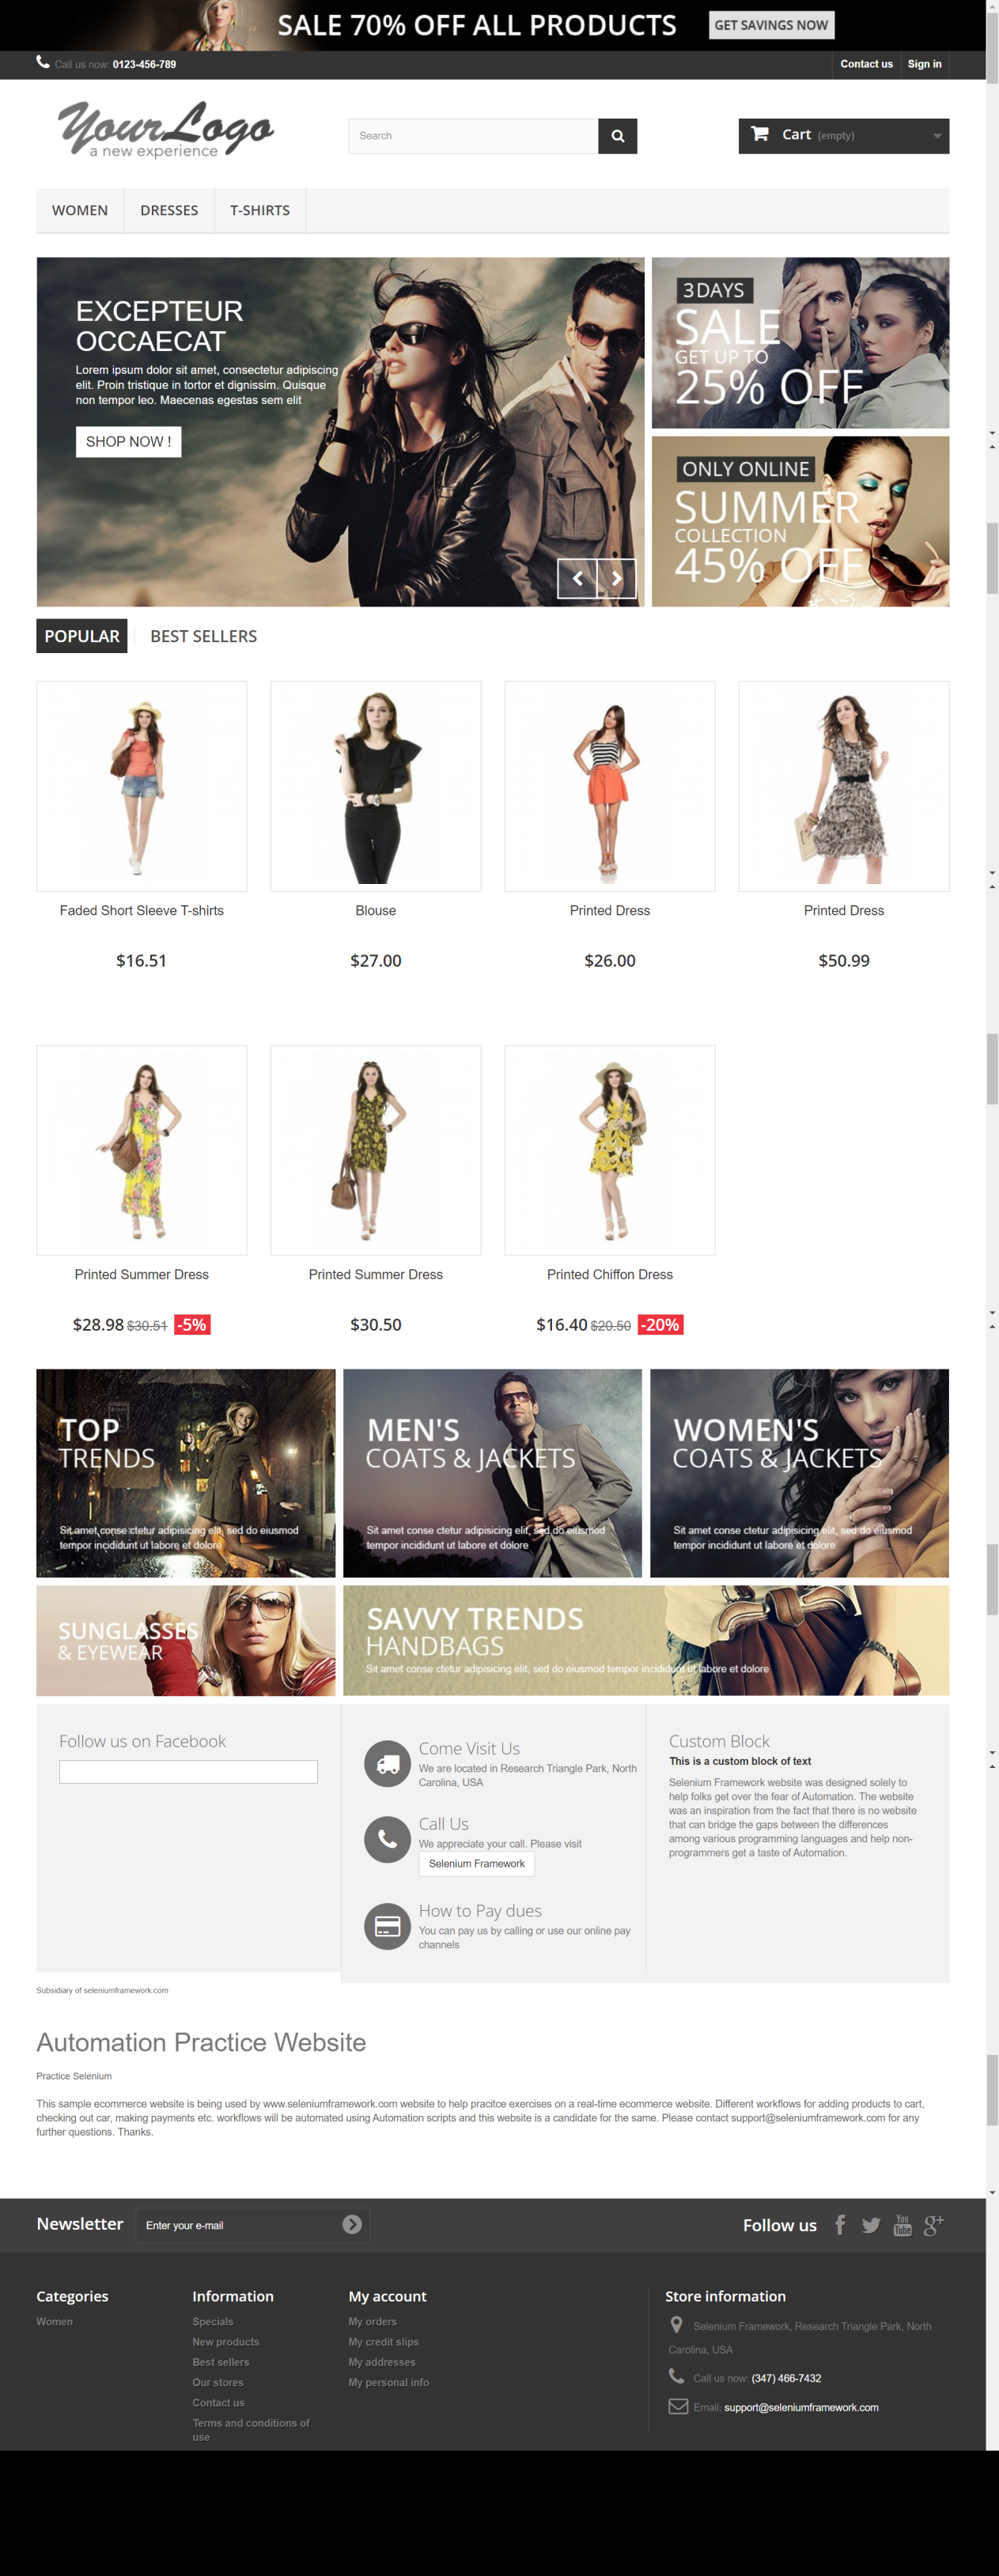 SALE 70% OFF ALL PRODUCTS
GET SAVINGS NOW
Call us now: 0123-456-789
Contact us
Sign in
YourLogo
a new experience
Search
Cart (empty)
WOMEN
DRESSES
T-SHIRTS
EXCEPTEUR
OCCAECAT
Lorem ipsum dolor sit amet, consectetur adipiscing
elit. Proin tristique in tortor et dignissim. Quisque
non tempor leo. Maecenas egestas sem elit
SHOP NOW !
3 DAYS
SALE
GET UP TO
25% OFF
ONLY ONLINE
SUMMER
COLLECTION
45% OFF
POPULAR
BEST SELLERS
Faded Short Sleeve T-shirts
Blouse
Printed Dress
Printed Dress
$16.51
$27.00
$26.00
$50.99
Printed Summer Dress
Printed Summer Dress
Printed Chiffon Dress
$28.98 $30.51 -5%
$30.50
$16.40 $20.50 -20%
TOP
TRENDS
Sit amet conse ctetur adipisicing elit, sed do eiusmod
tempor incididunt ut labore et dolore
MEN'S
COATS & JACKETS
Sit amet conse ctetur adipisicing elit, sed do eiusmod
tempor incididunt ut labore et dolore
WOMEN'S
COATS & JACKETS
Sit amet conse ctetur adipisicing elit, sed do eiusmod
tempor incididunt ut labore et dolore
SUNGLASSES
& EYEWEAR
SAVVY TRENDS
HANDBAGS
Sit amet conse ctetur adipisicing elit, sed do eiusmod tempor incididunt ut labore et dolore
Follow us on Facebook
Come Visit Us
We are located in Research Triangle Park, North
Carolina, USA
Call Us
We appreciate your call. Please visit
Selenium Framework
How to Pay dues
You can pay us by calling or use our online pay
channels
Custom Block
This is a custom block of text
Selenium Framework website was designed solely to
help folks get over the fear of Automation. The website
was an inspiration from the fact that there is no website
that can bridge the gaps between the differences
among various programming languages and help non-
programmers get a taste of Automation.
Subsidiary of seleniumframework.com
Automation Practice Website
Practice Selenium
This sample ecommerce website is being used by www.seleniumframework.com website to help pracitce exercises on a real-time ecommerce website. Different workflows for adding products to cart,
checking out car, making payments etc. workflows will be automated using Automation scripts and this website is a candidate for the same. Please contact support@seleniumframework.com for any
further questions. Thanks.
Newsletter
Enter your e-mail
Follow us
You
Tube
g+
Categories
Women
Information
Specials
New products
Best sellers
Our stores
Contact us
Terms and conditions of
use
My account
My orders
My credit slips
My addresses
My personal info
Store information
Selenium Framework, Research Triangle Park, North
Carolina, USA
Call us now: (347) 466-7432
Email: support@seleniumframework.com